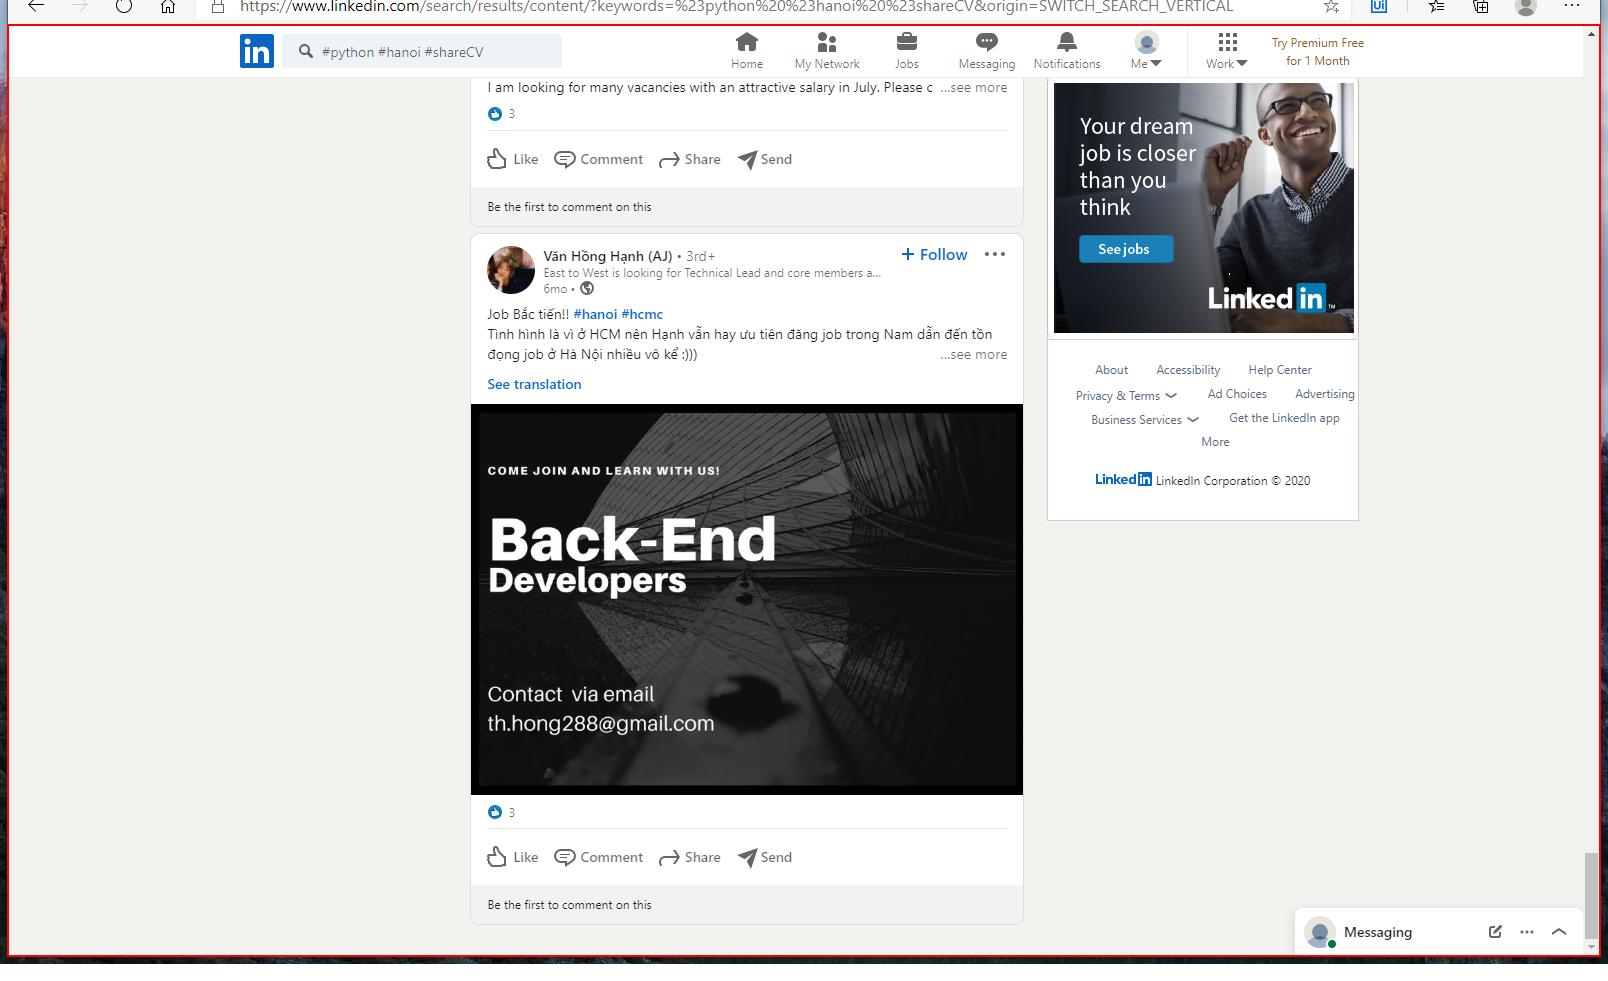 https://www.linkedin.com/search/results/content/?keywords=%23python%20%23hanoi%20%23shareCV&origin=SWITCH_SEARCH_VERTICAL
in
#python #hanoi #shareCV
Home
My Network
Jobs
Messaging
Notifications
Me
Work
Try Premium Free
for 1 Month
I am looking for many vacancies with an attractive salary in July. Please c ...see more
3
Like
Comment
Share
Send
Be the first to comment on this
Văn Hồng Hạnh (AJ) • 3rd+
East to West is looking for Technical Lead and core members a...
6mo •
+ Follow
Job Bắc tiến!! #hanoi #hcmc
Tình hình là vì ở HCM nên Hạnh vẫn hay ưu tiên đăng job trong Nam dẫn đến tồn
đọng job ở Hà Nội nhiều vô kể :)))
...see more
See translation
COME JOIN AND LEARN WITH US!
Back-End
Developers
Contact via email
th.hong288@gmail.com
3
Like
Comment
Share
Send
Be the first to comment on this
Your dream
job is closer
than you
think
See jobs
Linked in ™
About
Accessibility
Help Center
Privacy & Terms
Ad Choices
Advertising
Business Services
Get the LinkedIn app
More
Linked in LinkedIn Corporation © 2020
Messaging